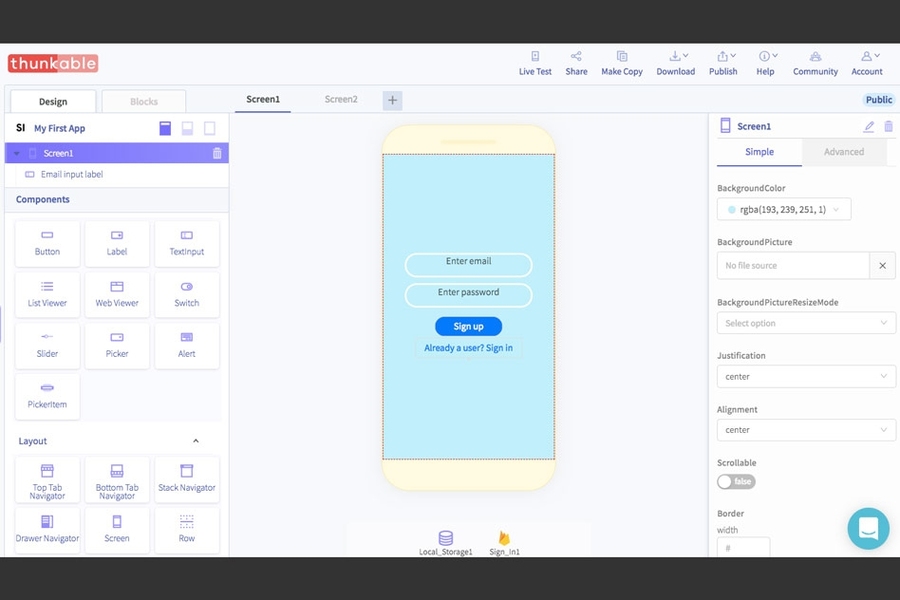 thunkable
Live Test
Share
Make Copy
Download
Publish
Help
Community
Account
Design
Blocks
Screen1
Screen2
+
Public
SI My First App
Screen1
Email input label
Components
Button
Label
TextInput
List Viewer
Web Viewer
Switch
Slider
Picker
Alert
PickerItem
Layout
Top Tab
Navigator
Bottom Tab
Navigator
Stack Navigator
Drawer Navigator
Screen
Row
Enter email
Enter password
Sign up
Already a user? Sign in
Local_Storage1
Sign_In1
Screen1
Simple
Advanced
BackgroundColor
rgba(193, 239, 251, 1)
BackgroundPicture
No file source
BackgroundPictureResizeMode
Select option
Justification
center
Alignment
center
Scrollable
false
Border
width
#